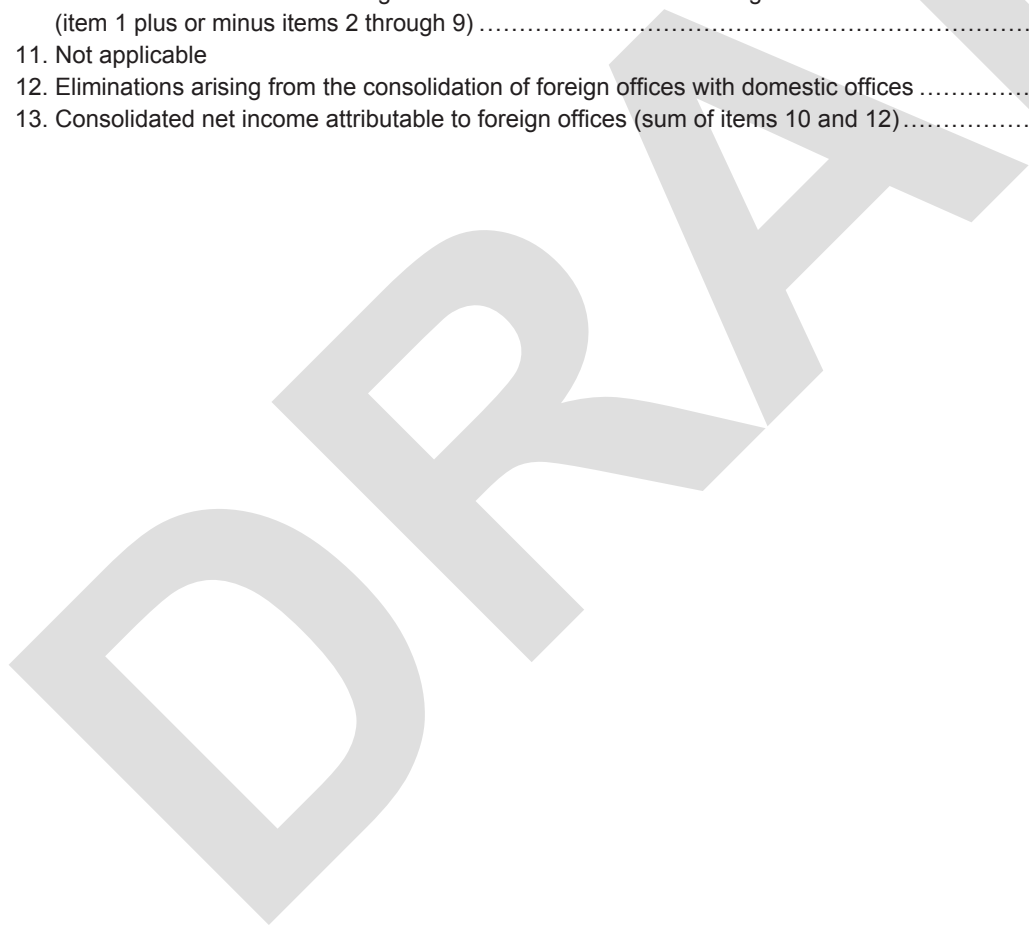 (item 1 plus or minus items 2 through 9)
11. Not applicable
12. Eliminations arising from the consolidation of foreign offices with domestic offices
13. Consolidated net income attributable to foreign offices (sum of items 10 and 12)
DRA